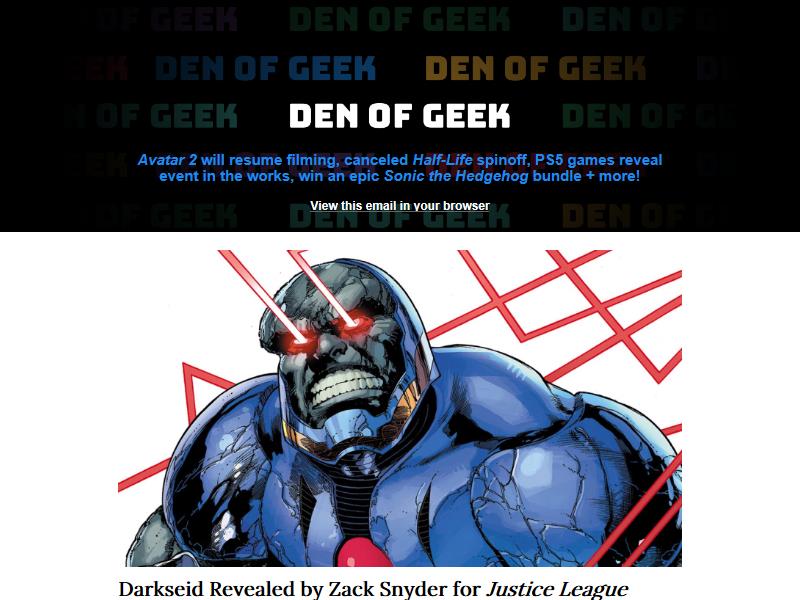 DEN OF GEEK
DEN OF GEEK
DEN OF GEEK
DEN OF GEEK
Avatar 2 will resume filming, canceled Half-Life spinoff, PS5 games reveal
event in the works, win an epic Sonic the Hedgehog bundle + more!
View this email in your browser
Darkseid Revealed by Zack Snyder for Justice League